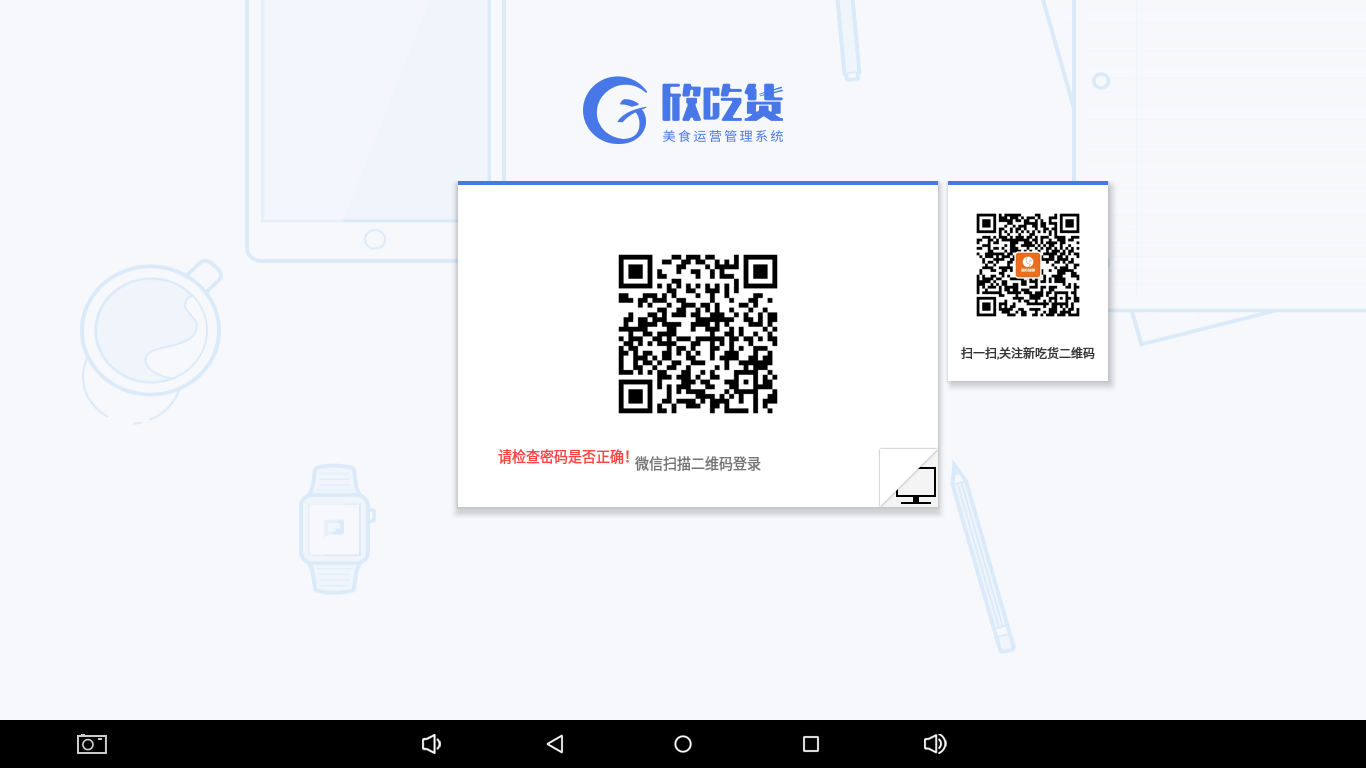 欣吃货
美食运营管理系统
扫一扫,关注新吃货二维码
请检查密码是否正确!
微信扫描二维码登录